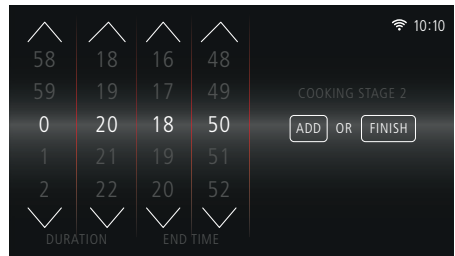 10:10
58 18 16 48
59 19 17 49
COOKING STAGE 2
0 20 18 50
ADD OR FINISH
1 21 19 51
2 22 20 52
DURATION END TIME